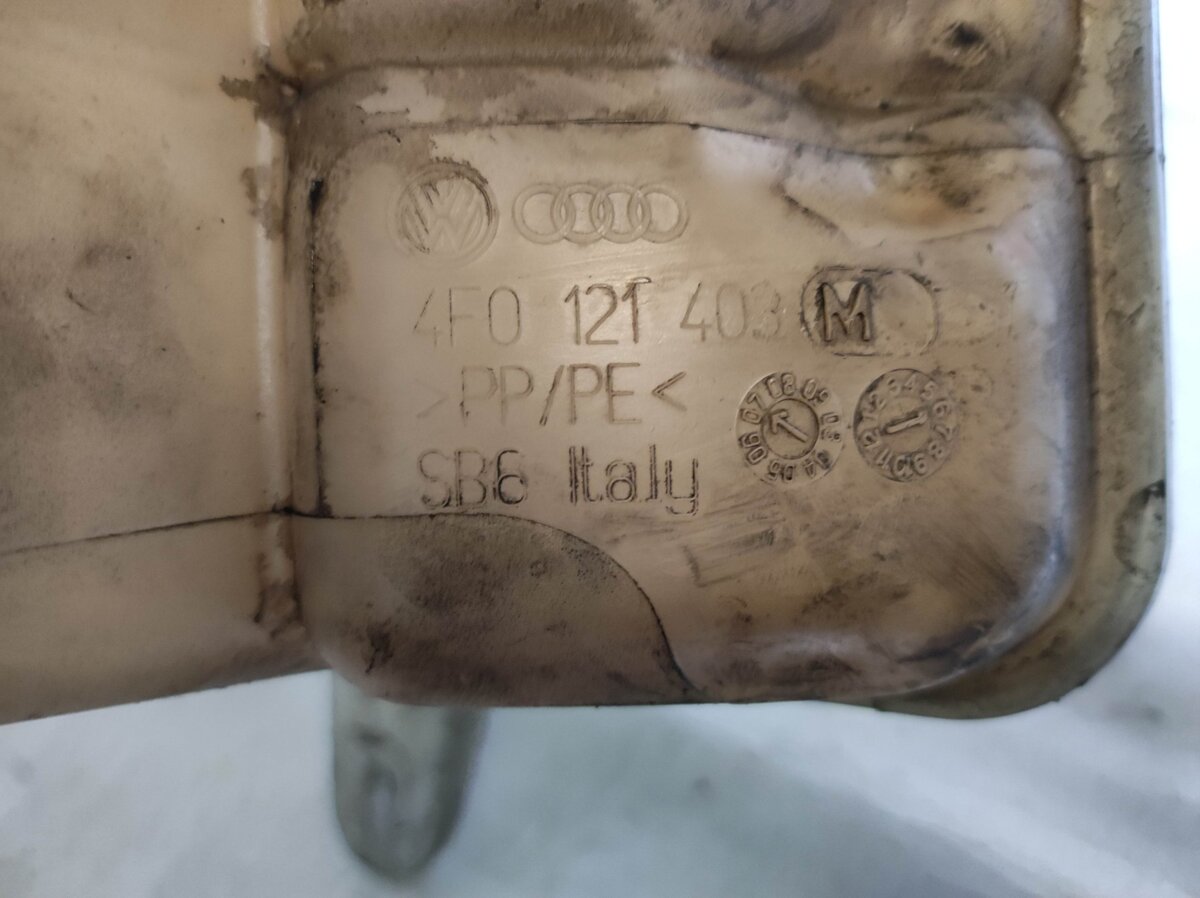 4F0 121 403 M
>PP/PE<
SB6 Italy